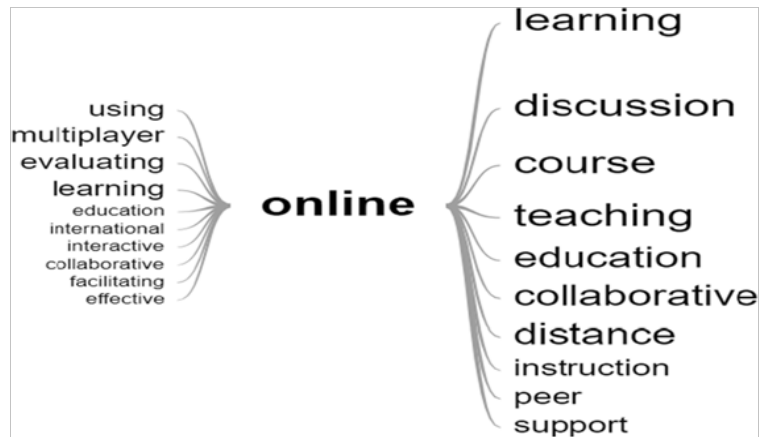 using
multiplayer
evaluating
learning
education
international
interactive
collaborative
facilitating
effective
online
learning
discussion
course
teaching
education
collaborative
distance
instruction
peer
support